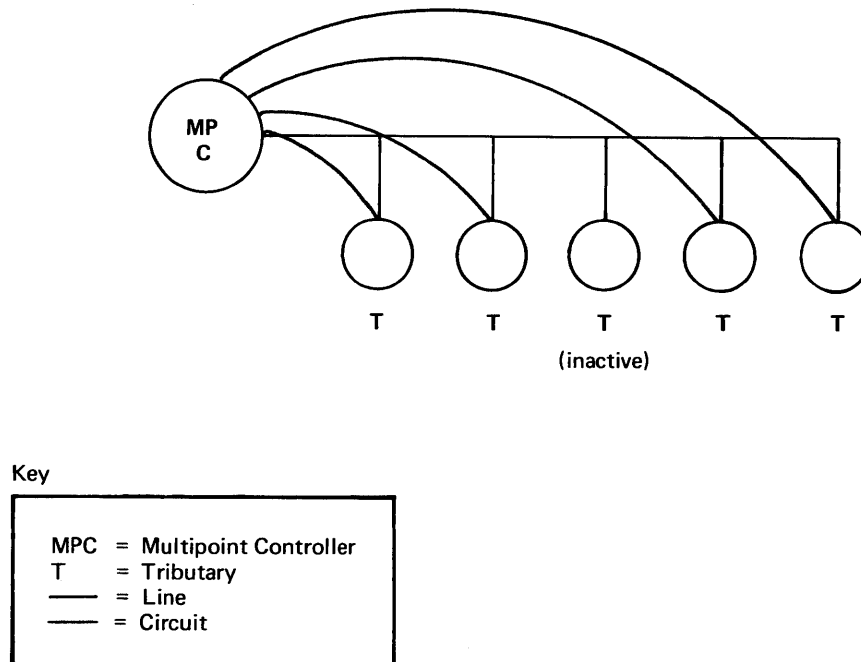 MP
C
T T T T T
(inactive)
Key
MPC = Multipoint Controller
T = Tributary
= Line
= Circuit